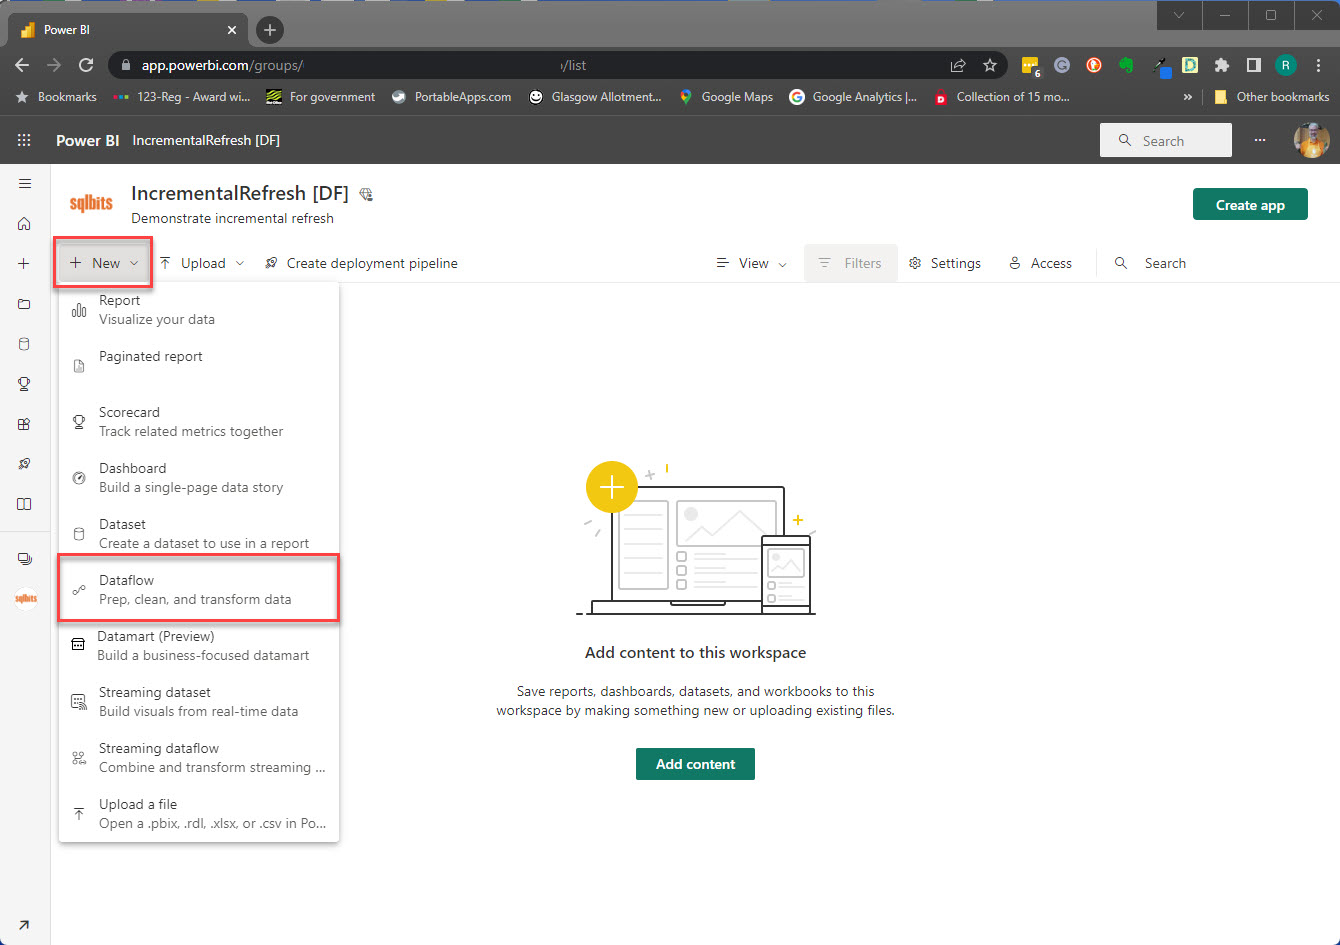 Power BI
app.powerbi.com/groups/ /list
6
R
Bookmarks
123-Reg - Award wi...
For government
PortableApps.com
Glasgow Allotment...
Google Maps
Google Analytics |...
Collection of 15 mo...
»
Other bookmarks
Power BI IncrementalRefresh [DF]
Search
sqlbits
IncrementalRefresh [DF]
Demonstrate incremental refresh
Create app
New
Upload
Create deployment pipeline
View
Filters
Settings
Access
Search
Report
Visualize your data
Paginated report
Scorecard
Track related metrics together
Dashboard
Build a single-page data story
Dataset
Create a dataset to use in a report
Dataflow
Prep, clean, and transform data
Datamart (Preview)
Build a business-focused datamart
Streaming dataset
Build visuals from real-time data
Streaming dataflow
Combine and transform streaming ...
Upload a file
Open a .pbix, .rdl, .xlsx, or .csv in Po...
sqlbits
Add content to this workspace
Save reports, dashboards, datasets, and workbooks to this
workspace by making something new or uploading existing files.
Add content